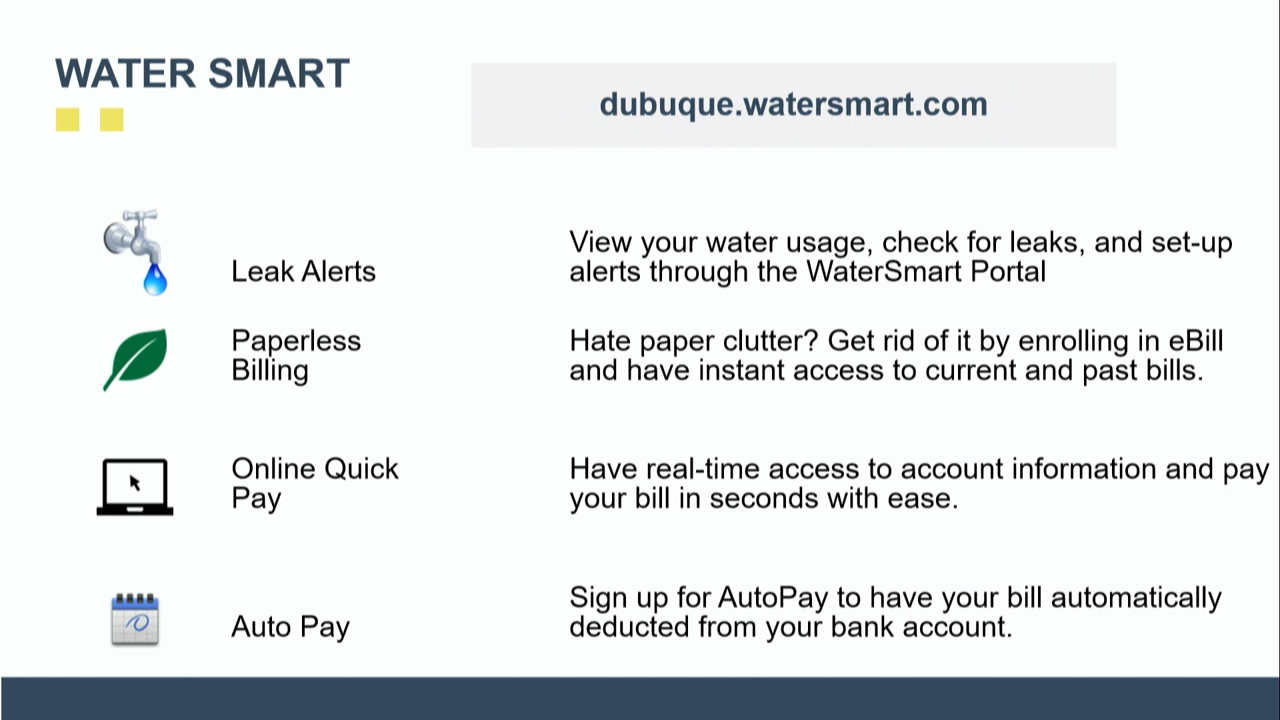 WATER SMART
dubuque.watersmart.com
Leak Alerts
View your water usage, check for leaks, and set-up
alerts through the WaterSmart Portal
Paperless
Billing
Hate paper clutter? Get rid of it by enrolling in eBill
and have instant access to current and past bills.
Online Quick
Pay
Have real-time access to account information and pay
your bill in seconds with ease.
Auto Pay
Sign up for AutoPay to have your bill automatically
deducted from your bank account.